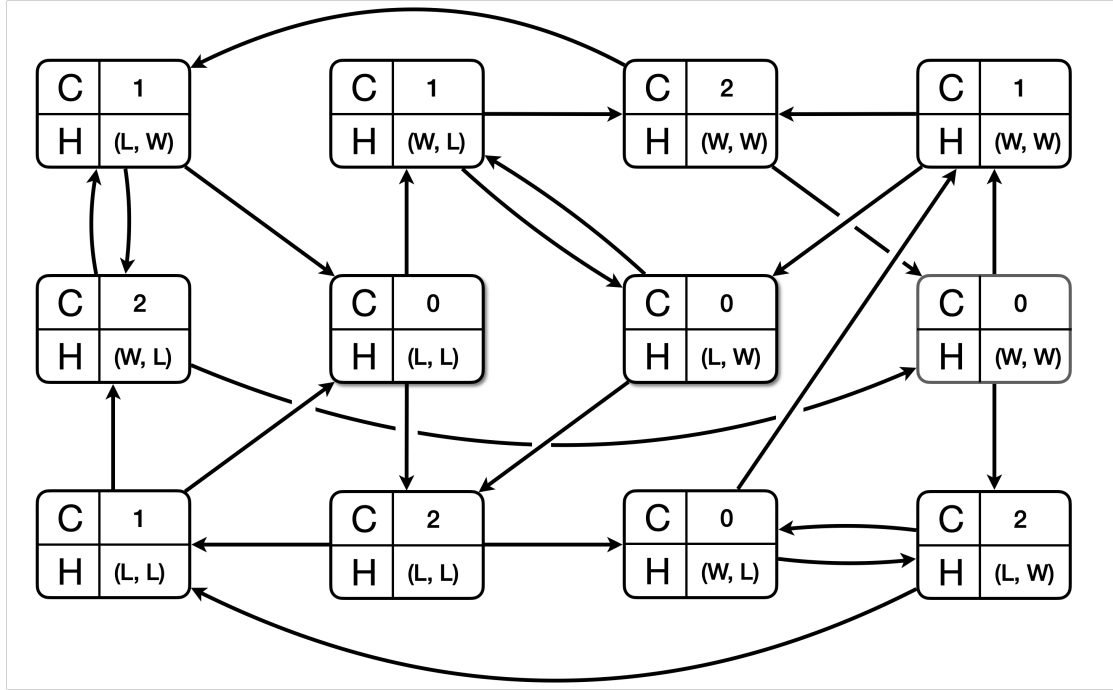 C 1 C 1 C 2 C 1
H (L, W) H (W, L) H (W, W) H (W, W)
C 2 C 0 C 0 C 0
H (W, L) H (L, L) H (L, W) H (W, W)
C 1 C 2 C 0 C 2
H (L, L) H (L, L) H (W, L) H (L, W)